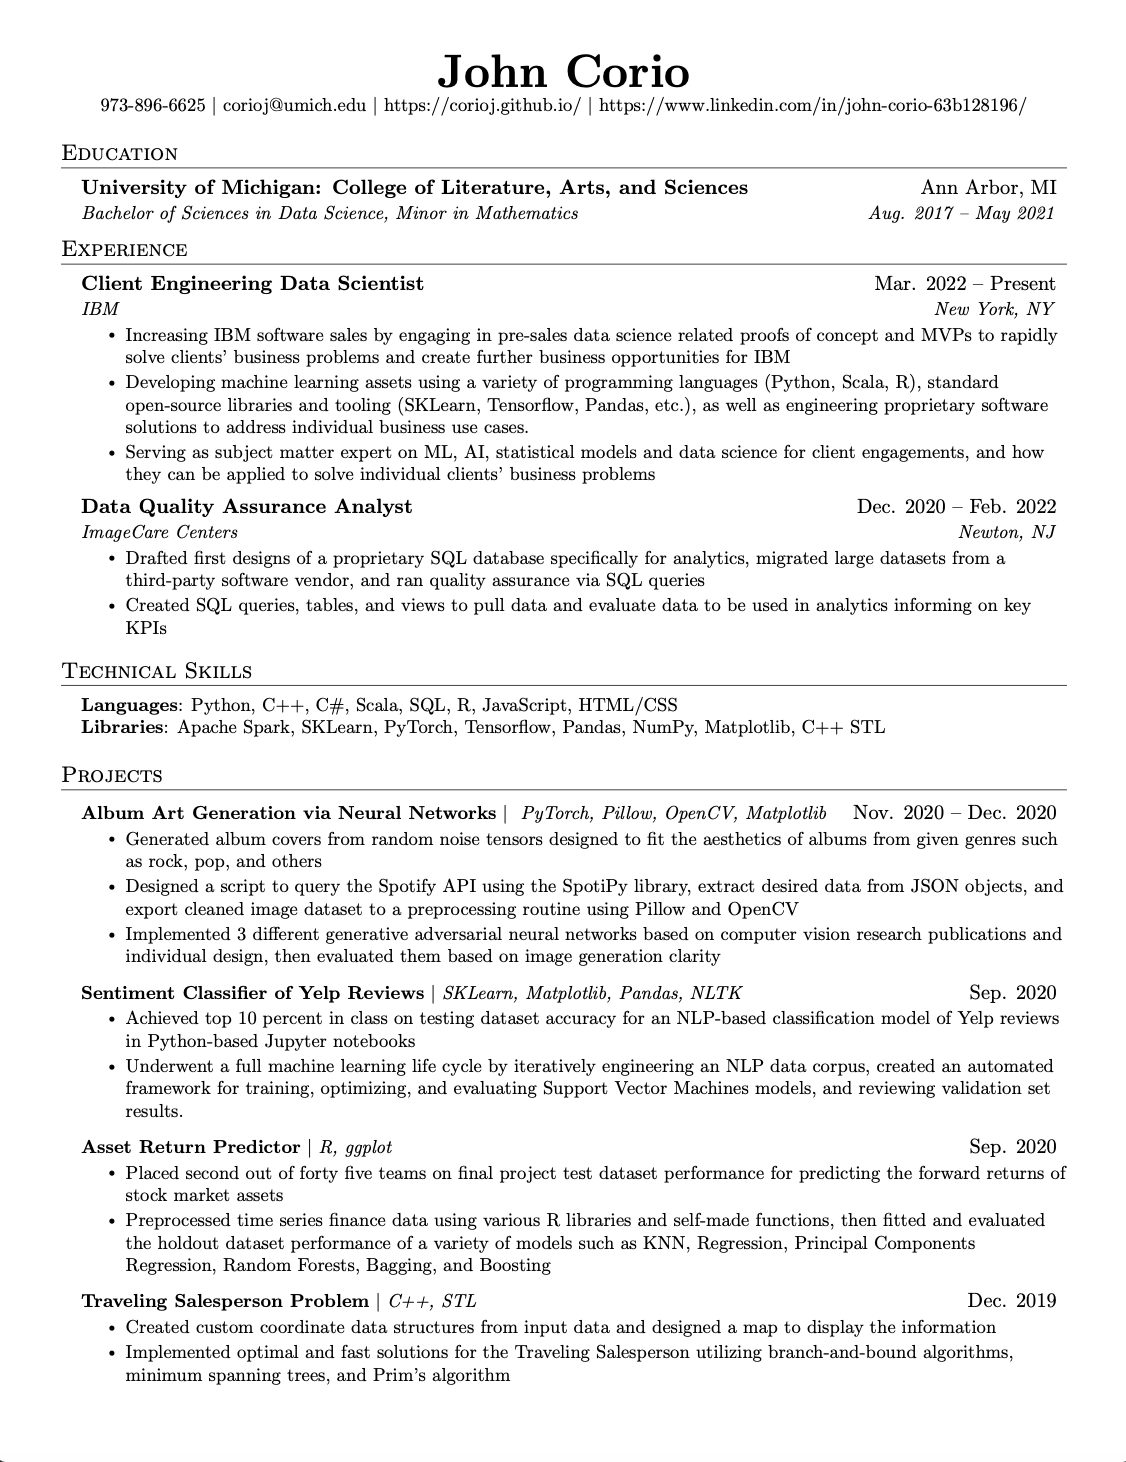 John Corio
973-896-6625 | corioj@umich.edu | https://corioj.github.io/ | https://www.linkedin.com/in/john-corio-63b128196/
Education
University of Michigan: College of Literature, Arts, and Sciences Ann Arbor, MI
Bachelor of Sciences in Data Science, Minor in Mathematics Aug. 2017 – May 2021
Experience
Client Engineering Data Scientist Mar. 2022 – Present
IBM New York, NY
• Increasing IBM software sales by engaging in pre-sales data science related proofs of concept and MVPs to rapidly
solve clients' business problems and create further business opportunities for IBM
• Developing machine learning assets using a variety of programming languages (Python, Scala, R), standard
open-source libraries and tooling (SKLearn, Tensorflow, Pandas, etc.), as well as engineering proprietary software
solutions to address individual business use cases.
• Serving as subject matter expert on ML, AI, statistical models and data science for client engagements, and how
they can be applied to solve individual clients' business problems
Data Quality Assurance Analyst Dec. 2020 – Feb. 2022
ImageCare Centers Newton, NJ
• Drafted first designs of a proprietary SQL database specifically for analytics, migrated large datasets from a
third-party software vendor, and ran quality assurance via SQL queries
• Created SQL queries, tables, and views to pull data and evaluate data to be used in analytics informing on key
KPIs
Technical Skills
Languages: Python, C++, C#, Scala, SQL, R, JavaScript, HTML/CSS
Libraries: Apache Spark, SKLearn, PyTorch, Tensorflow, Pandas, NumPy, Matplotlib, C++ STL
Projects
Album Art Generation via Neural Networks | PyTorch, Pillow, OpenCV, Matplotlib Nov. 2020 – Dec. 2020
• Generated album covers from random noise tensors designed to fit the aesthetics of albums from given genres such
as rock, pop, and others
• Designed a script to query the Spotify API using the SpotiPy library, extract desired data from JSON objects, and
export cleaned image dataset to a preprocessing routine using Pillow and OpenCV
• Implemented 3 different generative adversarial neural networks based on computer vision research publications and
individual design, then evaluated them based on image generation clarity
Sentiment Classifier of Yelp Reviews | SKLearn, Matplotlib, Pandas, NLTK Sep. 2020
• Achieved top 10 percent in class on testing dataset accuracy for an NLP-based classification model of Yelp reviews
in Python-based Jupyter notebooks
• Underwent a full machine learning life cycle by iteratively engineering an NLP data corpus, created an automated
framework for training, optimizing, and evaluating Support Vector Machines models, and reviewing validation set
results.
Asset Return Predictor | R, ggplot Sep. 2020
• Placed second out of forty five teams on final project test dataset performance for predicting the forward returns of
stock market assets
• Preprocessed time series finance data using various R libraries and self-made functions, then fitted and evaluated
the holdout dataset performance of a variety of models such as KNN, Regression, Principal Components
Regression, Random Forests, Bagging, and Boosting
Traveling Salesperson Problem | C++, STL Dec. 2019
• Created custom coordinate data structures from input data and designed a map to display the information
• Implemented optimal and fast solutions for the Traveling Salesperson utilizing branch-and-bound algorithms,
minimum spanning trees, and Prim's algorithm